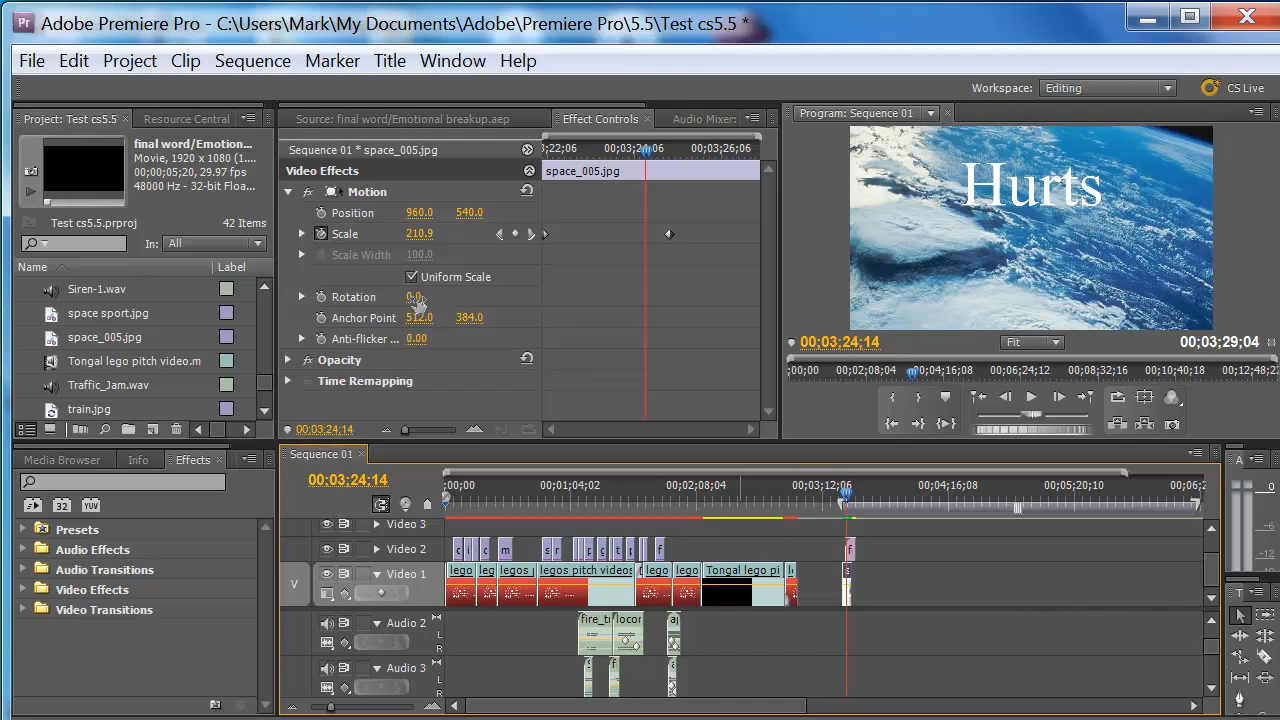 Adobe Premiere Pro - C:\Users\Mark\My Documents\Adobe\Premiere Pro\5.5\Test cs5.5 *
File Edit Project Clip Sequence Marker Title Window Help
Workspace: Editing CS Live
Project: Test cs5.5 Resource Central
final word/Emotion...
Movie, 1920 x 1080 (1....
00;00;05;20, 29.97 fps
48000 Hz - 32-bit Floa...
Test cs5.5.prproj 42 Items
In: All
Name Label
Siren-1.wav
space sport.jpg
space_005.jpg
Tongal lego pitch video.m
Traffic_Jam.wav
train.jpg
Source: final word/Emotional breakup.aep Effect Controls Audio Mixer:
Sequence 01 * space_005.jpg
;22;06 00;03;24;06 00;03;26;06
Video Effects
space_005.jpg
fx Motion
Position 960.0 540.0
Scale 210.9
Scale Width 100.0
Uniform Scale
Rotation 0.0
Anchor Point 512.0 384.0
Anti-flicker ... 0.00
fx Opacity
Time Remapping
00;03;24;14
Program: Sequence 01
Hurts
00;03;24;14 Fit 00;03;29;04
;00;00 00;02;08;04 00;04;16;08 00;06;24;12 00;08;32;16 00;10;40;18 00;12;48;22
Media Browser Info Effects
32 YUV
Presets
Audio Effects
Audio Transitions
Video Effects
Video Transitions
Sequence 01
00;03;24;14
;00;00 00;01;04;02 00;02;08;04 00;03;12;06 00;04;16;08 00;05;20;10 00;06;2
Video 3
Video 2
c i c m s r p g t p f f
V Video 1
lego leg legos legos pitch videos lego lego Tongal lego pi
Audio 2
fire_t locor
L
R
Audio 3
L
R
A
0
T